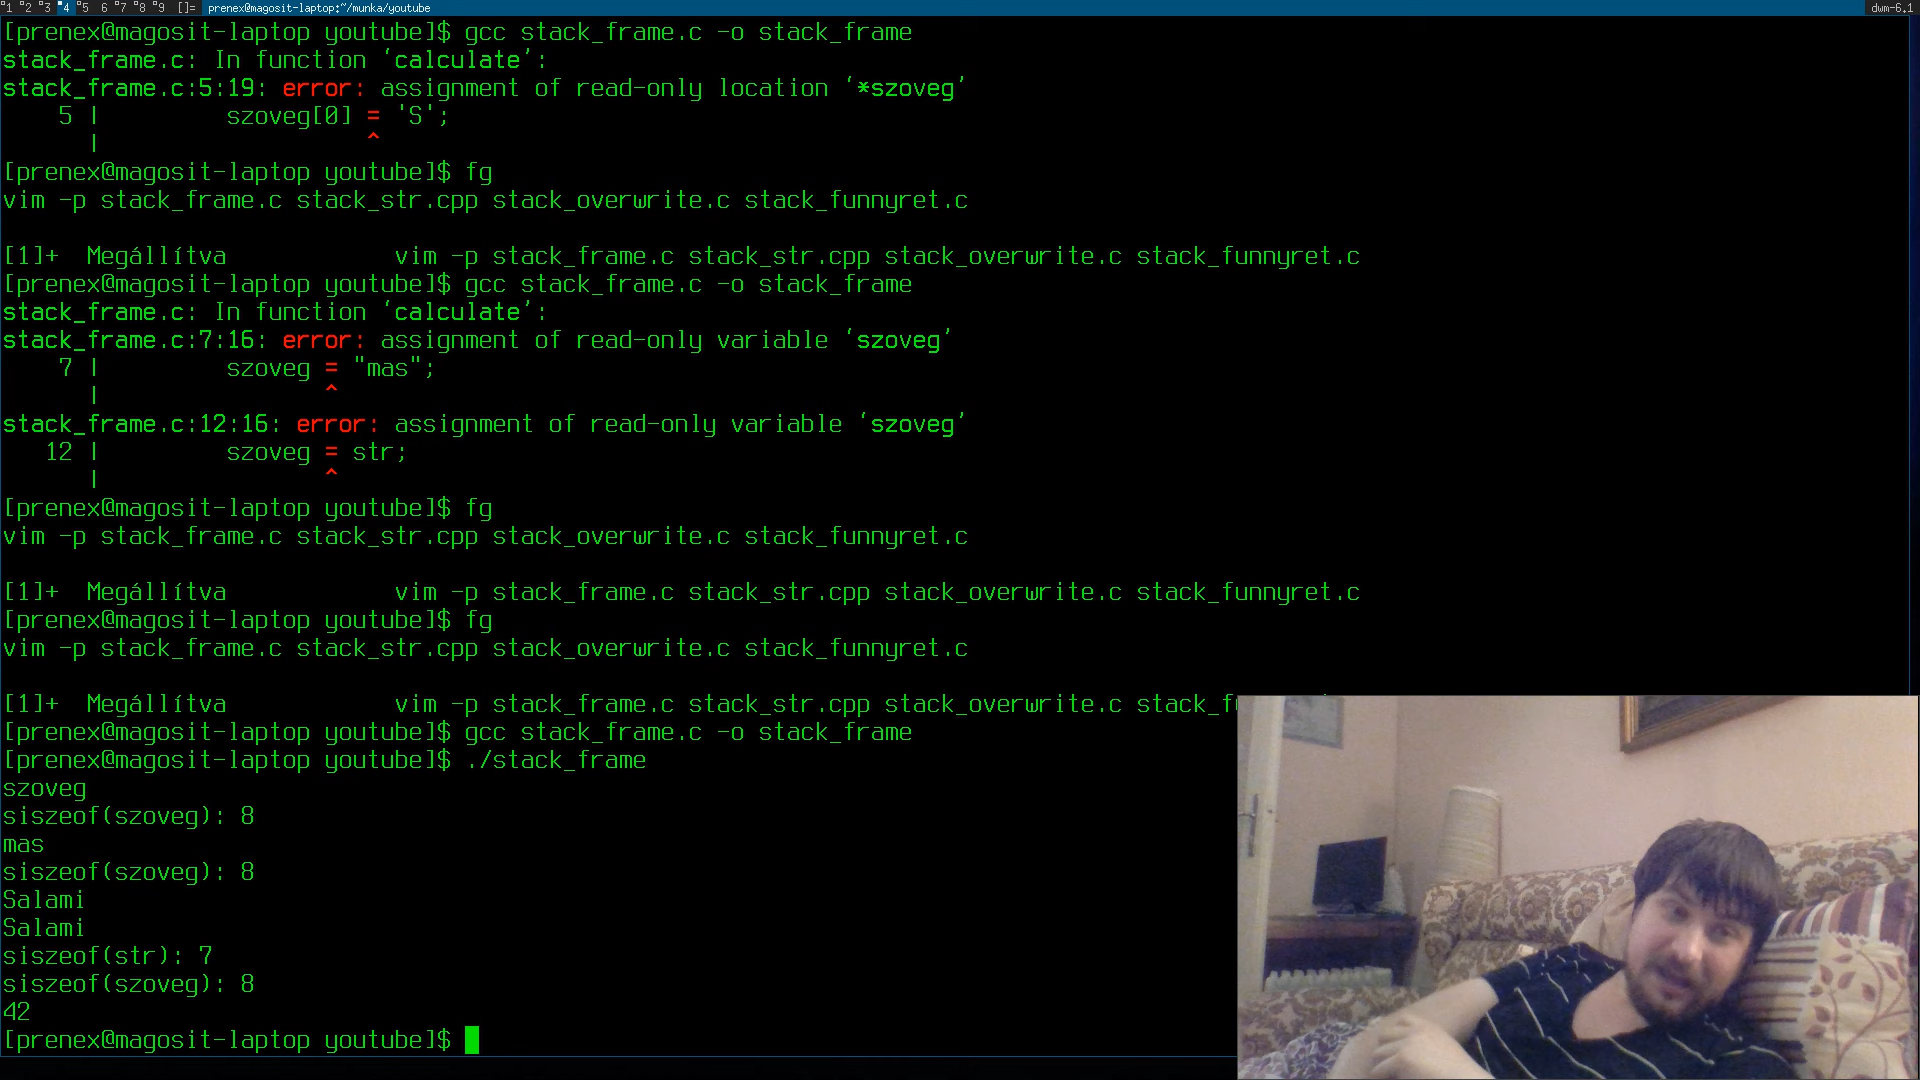 1 2 3 4 5 6 7 8 9 []= prenex@magosit-laptop:~/munka/youtube dwm-6.1
[prenex@magosit-laptop youtube]$ gcc stack_frame.c -o stack_frame
stack_frame.c: In function ‘calculate’:
stack_frame.c:5:19: error: assignment of read-only location ‘*szoveg’
5 | szoveg[0] = 'S';
| ^
[prenex@magosit-laptop youtube]$ fg
vim -p stack_frame.c stack_str.cpp stack_overwrite.c stack_funnyret.c
[1]+ Megállítva vim -p stack_frame.c stack_str.cpp stack_overwrite.c stack_funnyret.c
[prenex@magosit-laptop youtube]$ gcc stack_frame.c -o stack_frame
stack_frame.c: In function ‘calculate’:
stack_frame.c:7:16: error: assignment of read-only variable ‘szoveg’
7 | szoveg = "mas";
| ^
stack_frame.c:12:16: error: assignment of read-only variable ‘szoveg’
12 | szoveg = str;
| ^
[prenex@magosit-laptop youtube]$ fg
vim -p stack_frame.c stack_str.cpp stack_overwrite.c stack_funnyret.c
[1]+ Megállítva vim -p stack_frame.c stack_str.cpp stack_overwrite.c stack_funnyret.c
[prenex@magosit-laptop youtube]$ fg
vim -p stack_frame.c stack_str.cpp stack_overwrite.c stack_funnyret.c
[1]+ Megállítva vim -p stack_frame.c stack_str.cpp stack_overwrite.c
[prenex@magosit-laptop youtube]$ gcc stack_frame.c -o stack_frame
[prenex@magosit-laptop youtube]$ ./stack_frame
szoveg
siszeof(szoveg): 8
mas
siszeof(szoveg): 8
Salami
Salami
siszeof(str): 7
siszeof(szoveg): 8
42
[prenex@magosit-laptop youtube]$